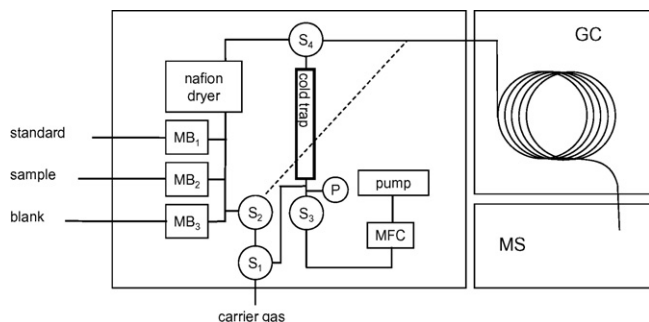 S4
GC
nafion
dryer
cold trap
standard
MB1
sample
MB2
pump
P
blank
MB3
S2
S3
MFC
MS
S1
carrier gas